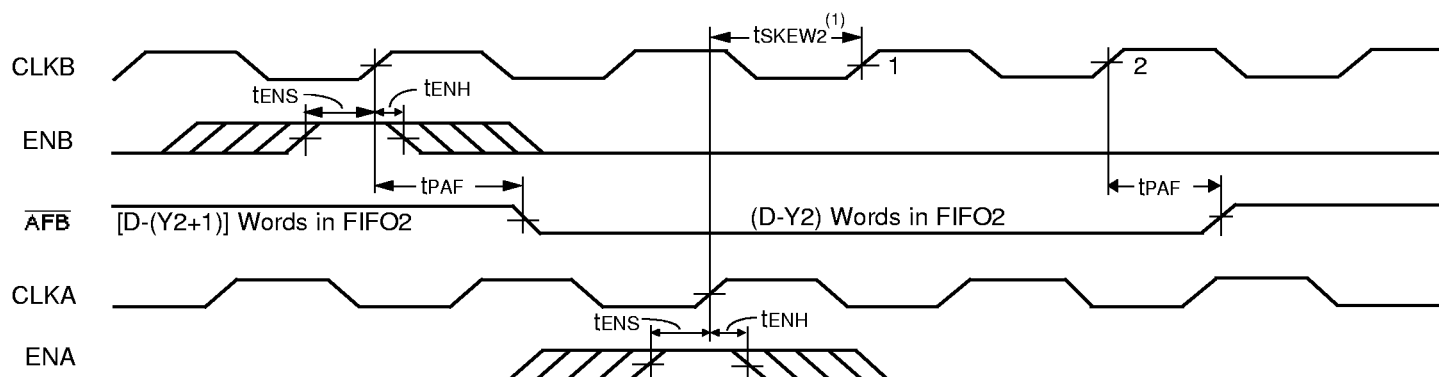 tSKEW2(1)
CLKB 1 2
tENS tENH
ENB
tPAF tPAF
AFB [D-(Y2+1)] Words in FIFO2 (D-Y2) Words in FIFO2
CLKA
tENS tENH
ENA